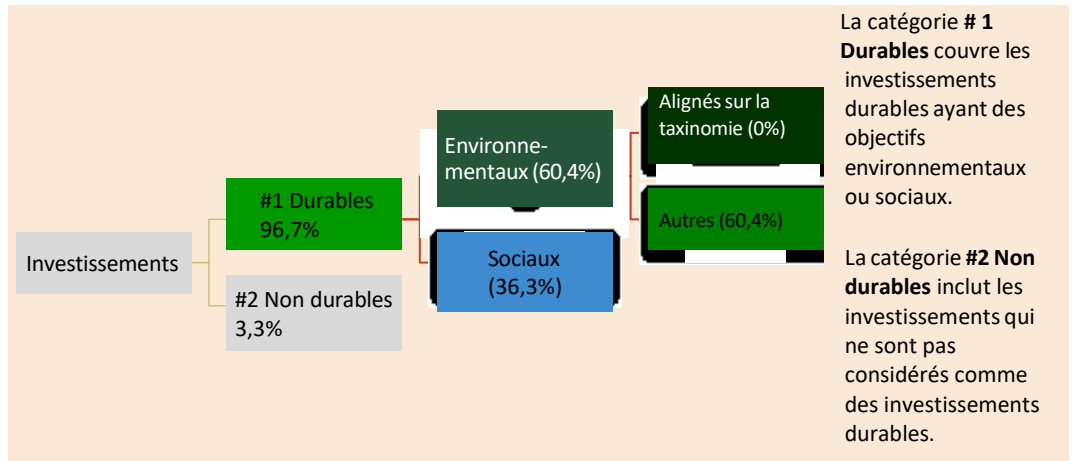 Investissements
#1 Durables
96,7%
#2 Non durables
3,3%
Environne-
mentaux (60,4%)
Sociaux
(36,3%)
Alignés sur la
taxinomie (0%)
Autres (60,4%)
La catégorie # 1
Durables couvre les
investissements
durables ayant des
objectifs
environnementaux
ou sociaux.
La catégorie #2 Non
durables inclut les
investissements qui
ne sont pas
considérés comme
des investissements
durables.